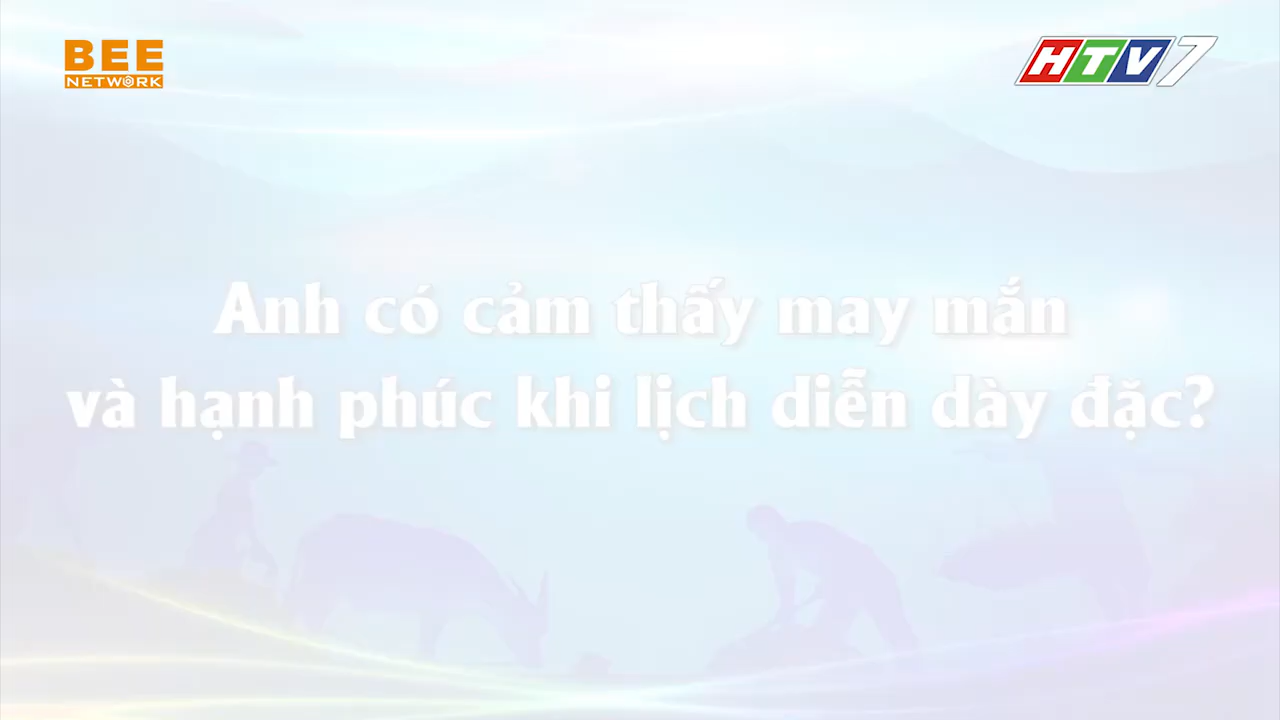 BEE
NETWORK
HTV7
Anh có cảm thấy may mắn
và hạnh phúc khi lịch diễn dày đặc?